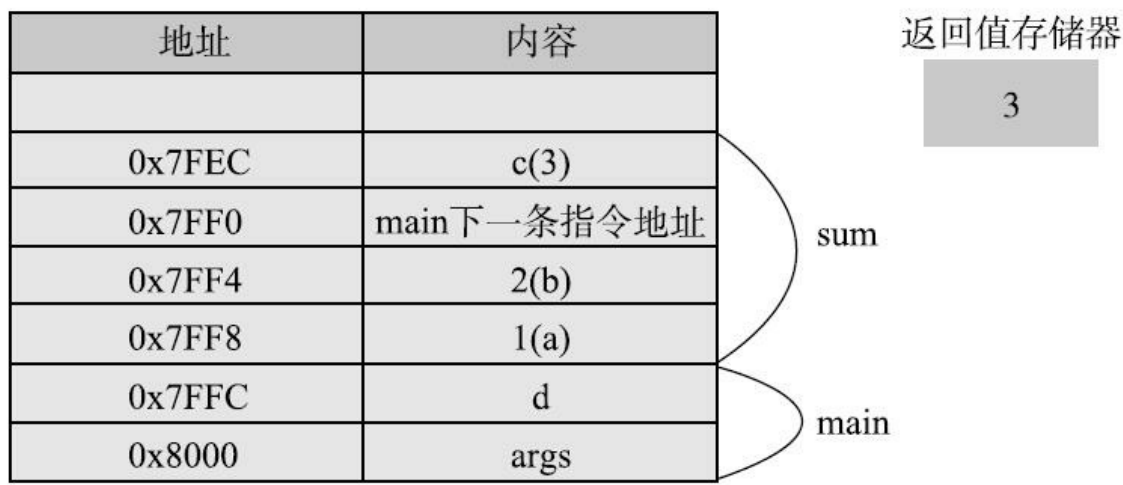 地址 内容 返回值存储器
3
0x7FEC c(3)
0x7FF0 main下一条指令地址
sum
0x7FF4 2(b)
0x7FF8 1(a)
0x7FFC d
main
0x8000 args